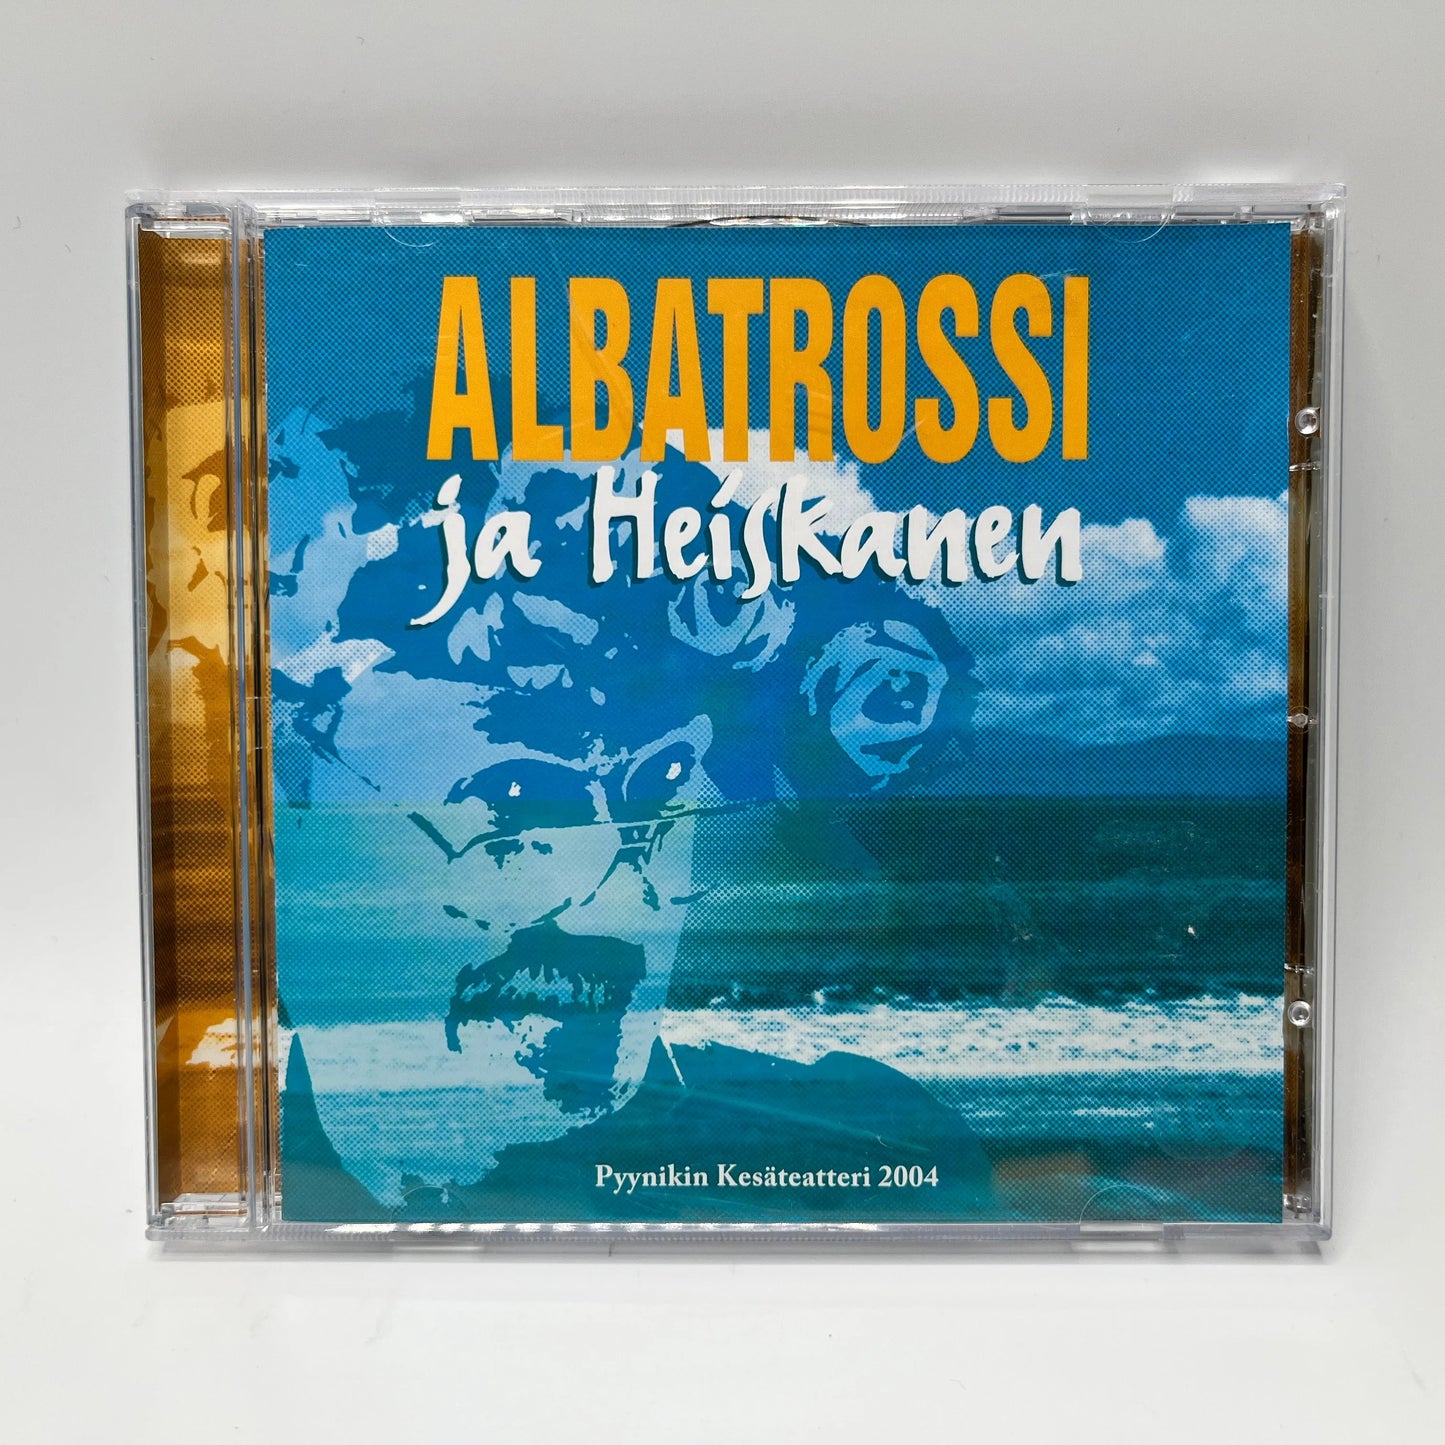 ALBATROSSI
ja Heiskanen
Pyynikin Kesäteatteri 2004